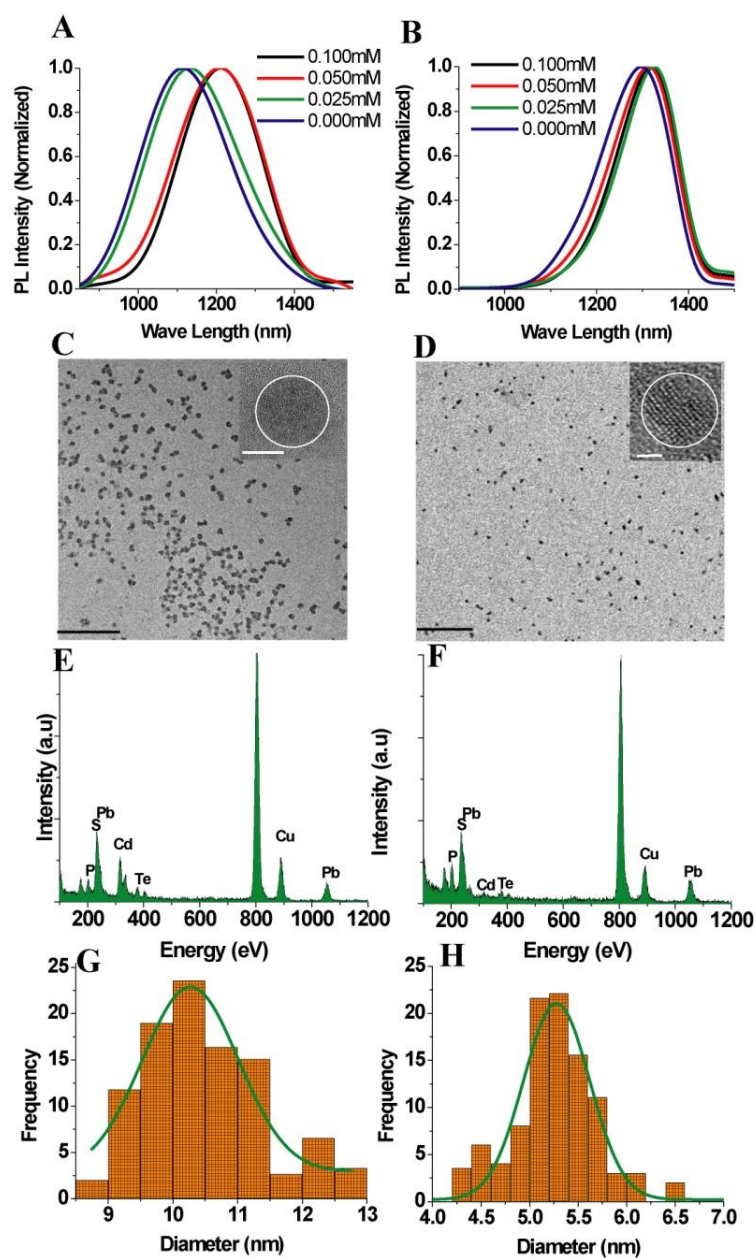 A
0.100mM
0.050mM
0.025mM
0.000mM
1.0
0.8
0.6
0.4
0.2
0.0
PL Intensity (Normalized)
1000 1200 1400
Wave Length (nm)
B
0.100mM
0.050mM
0.025mM
0.000mM
1.0
0.8
0.6
0.4
0.2
0.0
PL Intensity (Normalized)
1000 1200 1400
Wave Length (nm)
C
D
E
Intensity (a.u)
Pb
S
P
Cd
Te
Cu
Pb
200 400 600 800 1000 1200
Energy (eV)
F
Intensity (a.u)
Pb
S
P
Cd
Te
Cu
Pb
200 400 600 800 1000 1200
Energy (eV)
G
25
20
15
10
5
0
Frequency
9 10 11 12 13
Diameter (nm)
H
25
20
15
10
5
0
Frequency
4.0 4.5 5.0 5.5 6.0 6.5 7.0
Diameter (nm)